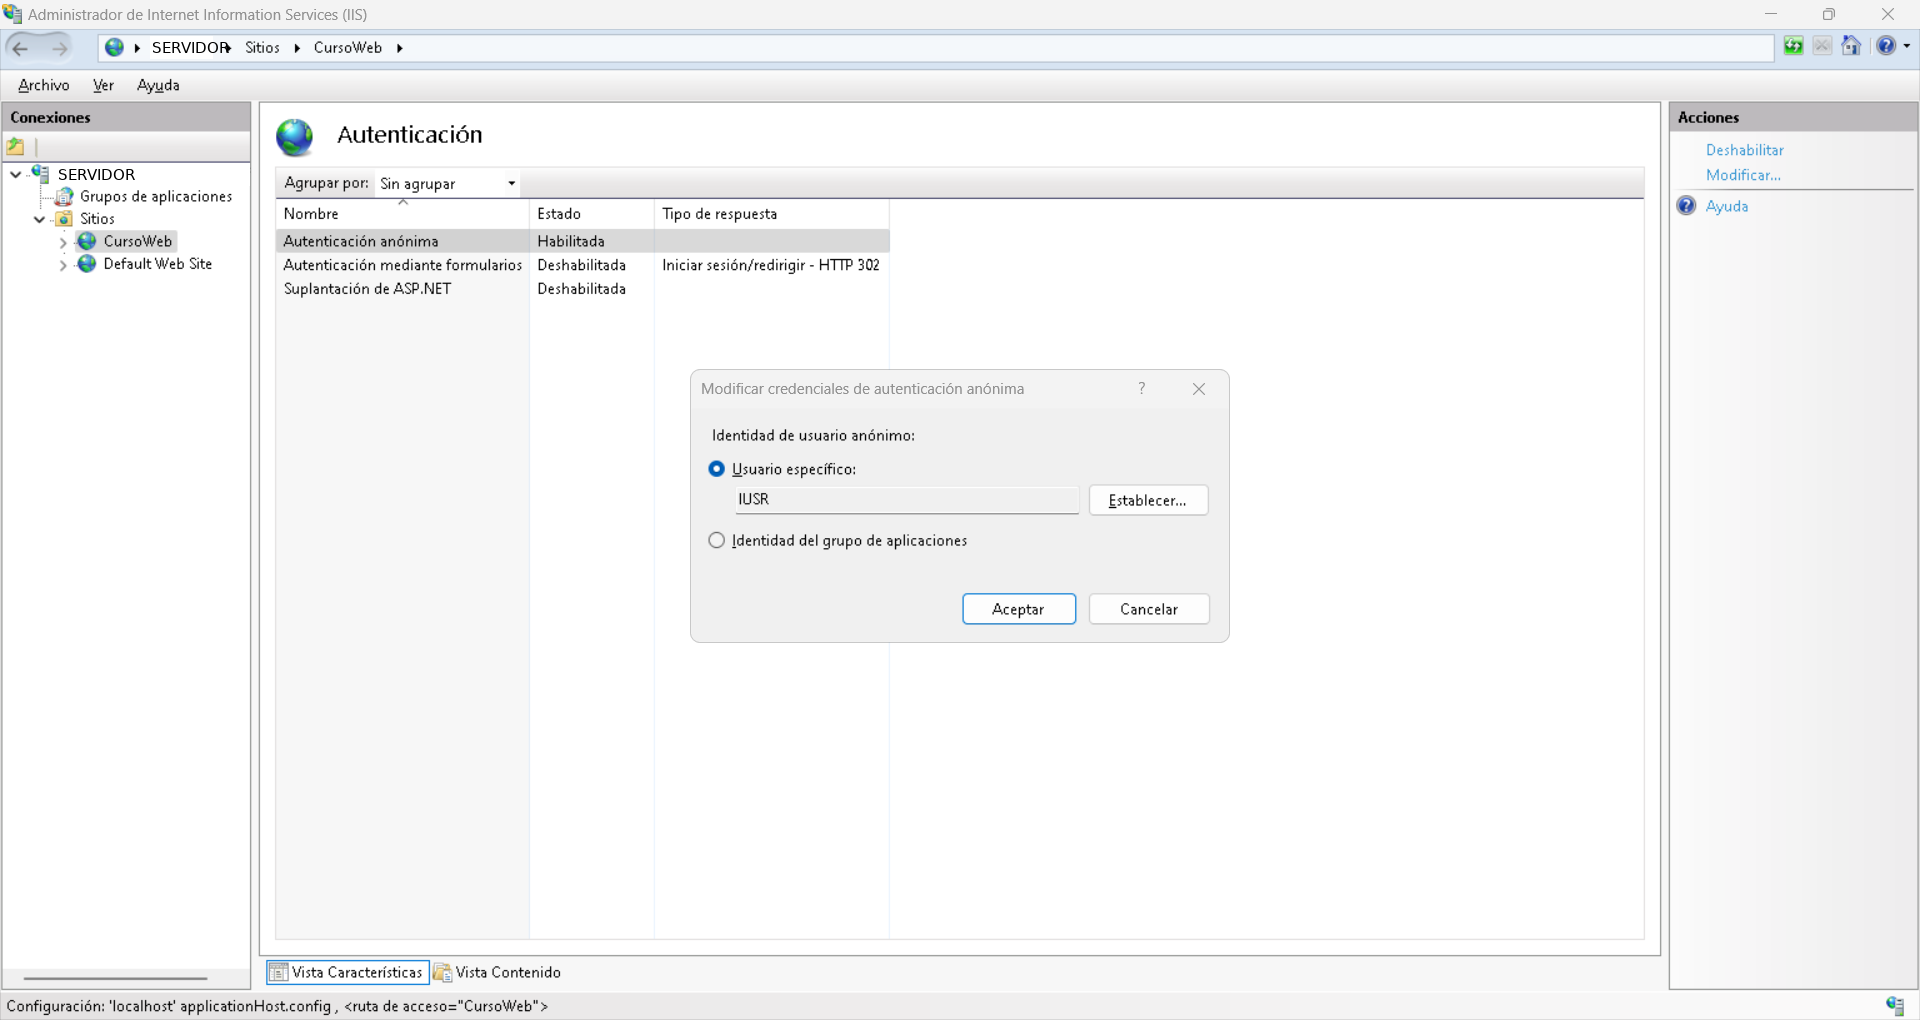 Administrador de Internet Information Services (IIS)
SERVIDOR Sitios CursoWeb
Archivo Ver Ayuda
Conexiones
SERVIDOR
Grupos de aplicaciones
Sitios
CursoWeb
Default Web Site
Autenticación
Agrupar por: Sin agrupar
Nombre Estado Tipo de respuesta
Autenticación anónima Habilitada
Autenticación mediante formularios Deshabilitada Iniciar sesión/redirigir - HTTP 302
Suplantación de ASP.NET Deshabilitada
Modificar credenciales de autenticación anónima ?
Identidad de usuario anónimo:
Usuario específico:
IUSR Establecer...
Identidad del grupo de aplicaciones
Aceptar Cancelar
Vista Características Vista Contenido
Acciones
Deshabilitar
Modificar...
Ayuda
Configuración: 'localhost' applicationHost.config , <ruta de acceso="CursoWeb">